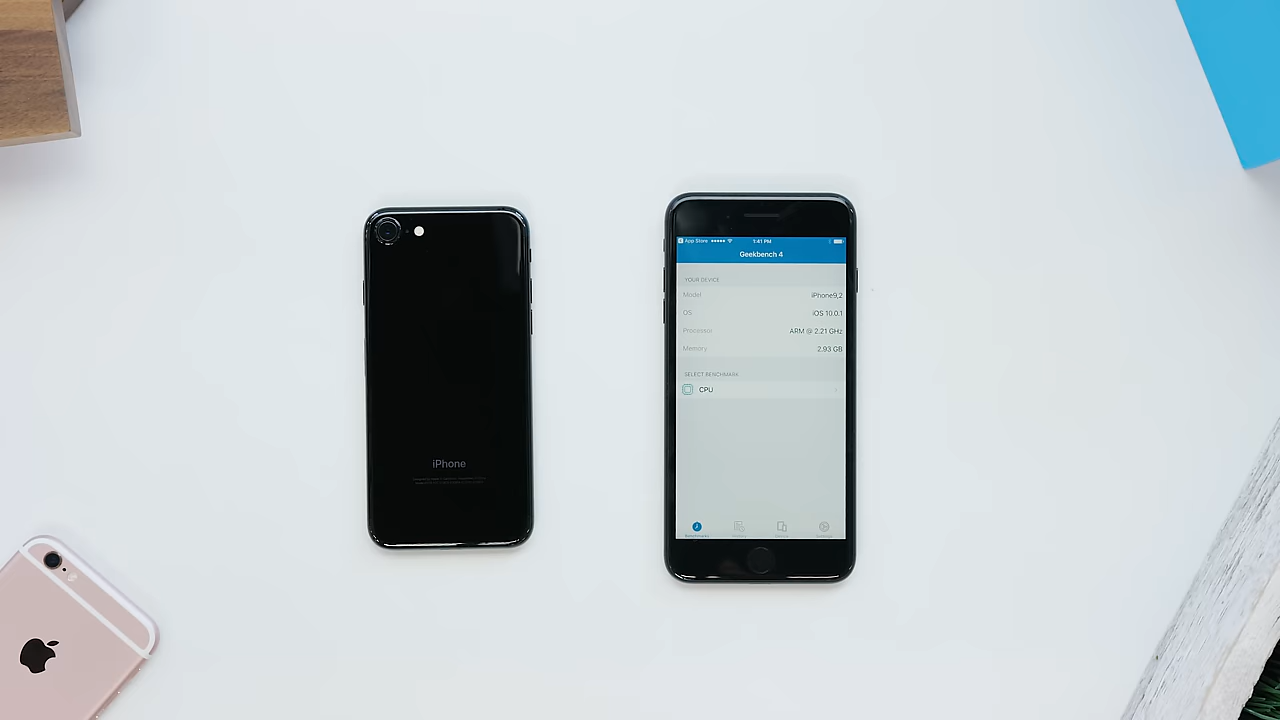 App Store
1:41 PM
Geekbench 4
YOUR DEVICE
Model iPhone9,2
OS iOS 10.0.1
Processor ARM @ 2.21 GHz
Memory 2.93 GB
SELECT BENCHMARK
CPU
iPhone